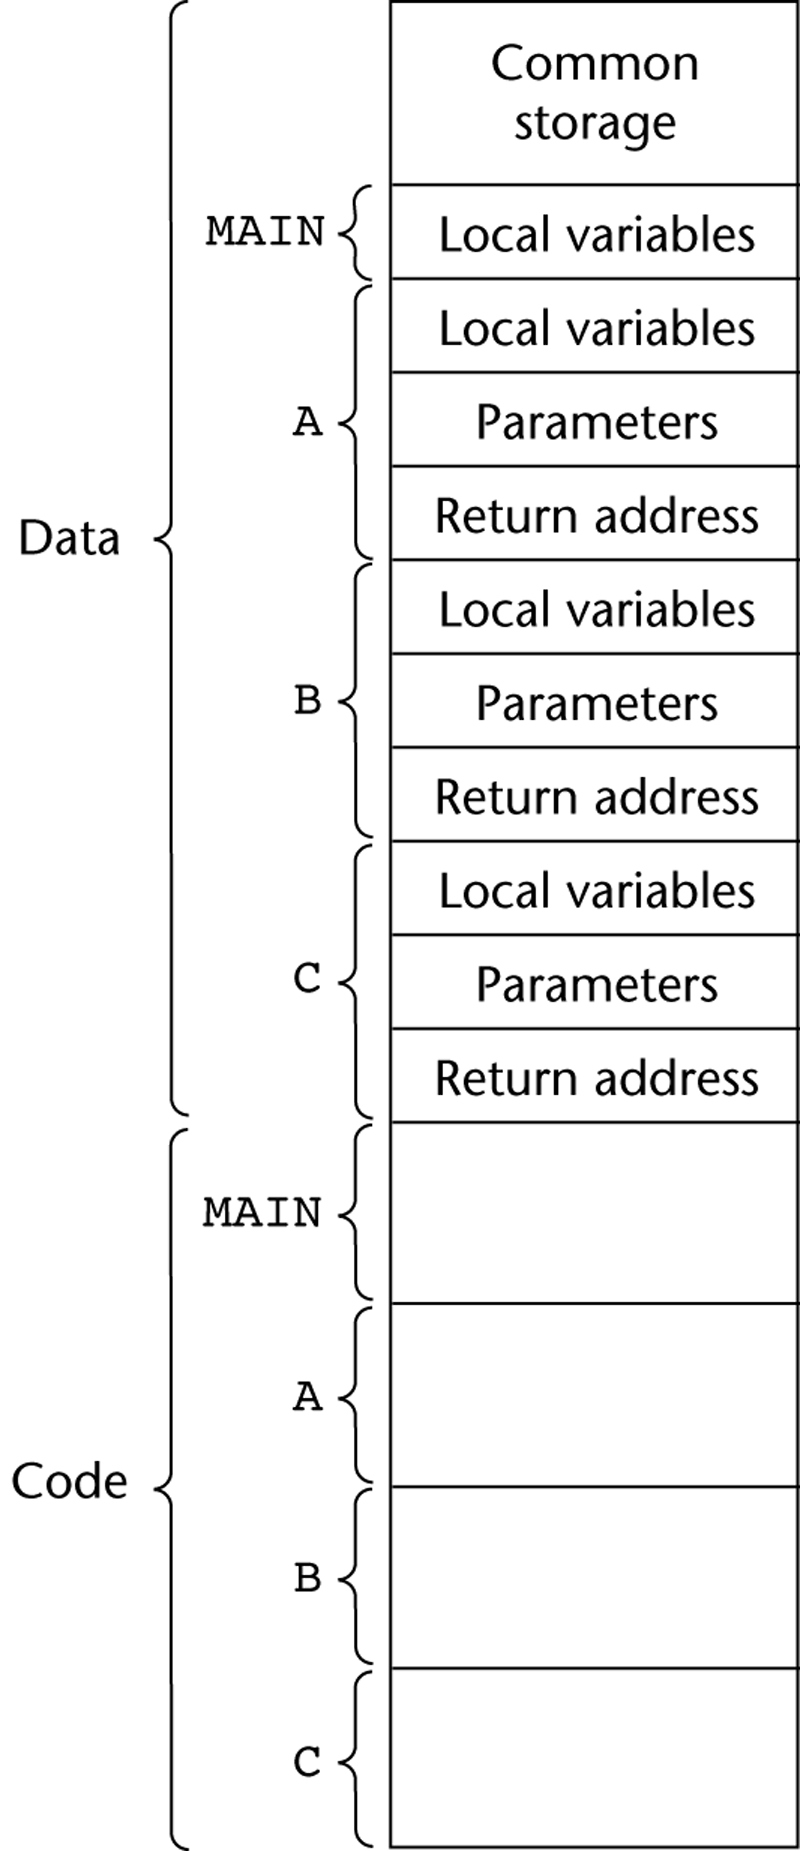 Common
storage
MAIN
Local variables
Local variables
A
Parameters
Data
Return address
Local variables
B
Parameters
Return address
Local variables
C
Parameters
Return address
MAIN
A
Code
B
C